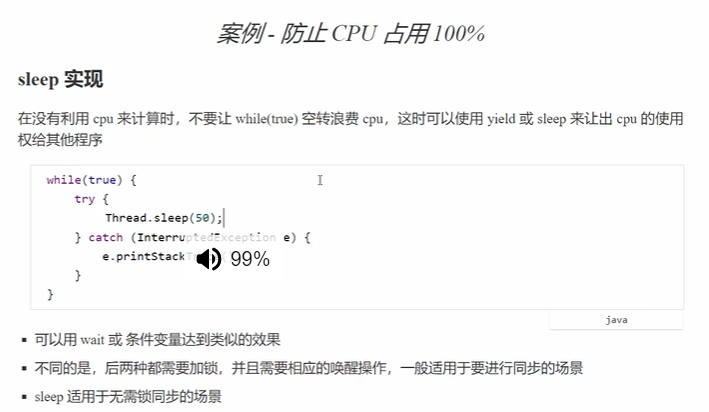 案例 - 防止 CPU 占用 100%
sleep 实现
在没有利用 cpu 来计算时，不要让 while(true) 空转浪费 cpu，这时可以使用 yield 或 sleep 来让出 cpu 的使用
权给其他程序
while(true) {
try {
Thread.sleep(50);
} catch (InterruptedException e) {
e.printStack
99%
}
}
java
▪ 可以用 wait 或 条件变量达到类似的效果
▪ 不同的是，后两种都需要加锁，并且需要相应的唤醒操作，一般适用于要进行同步的场景
▪ sleep 适用于无需锁同步的场景